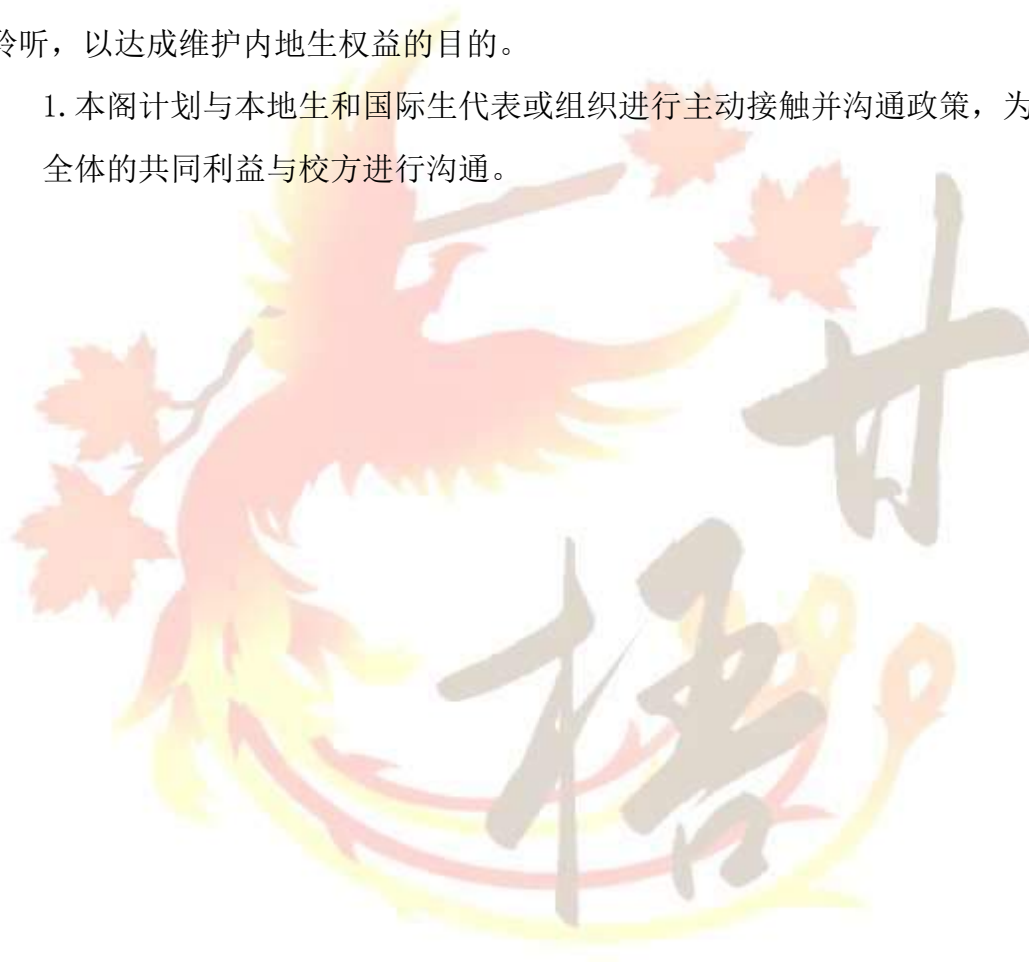 聆听，以达成维护内地生权益的目的。
1.本阁计划与本地生和国际生代表或组织进行主动接触并沟通政策，为
全体的共同利益与校方进行沟通。
廿
梧